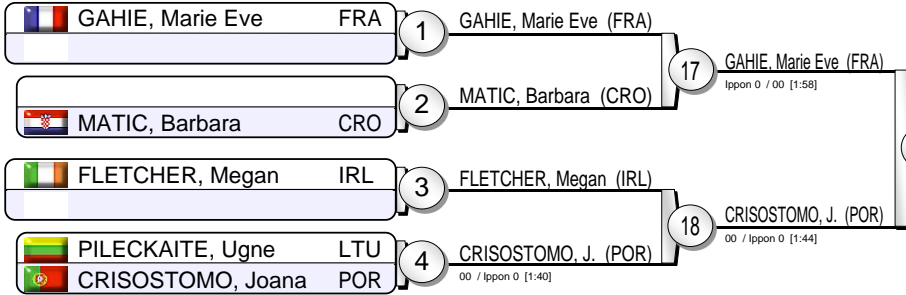 GAHIE, Marie Eve FRA
1
GAHIE, Marie Eve (FRA)
17
GAHIE, Marie Eve (FRA)
Ippon 0 / 00 [1:58]
2
MATIC, Barbara (CRO)
MATIC, Barbara CRO
FLETCHER, Megan IRL
3
FLETCHER, Megan (IRL)
18
CRISOSTOMO, J. (POR)
00 / Ippon 0 [1:44]
PILECKAITE, Ugne LTU
4
CRISOSTOMO, J. (POR)
CRISOSTOMO, Joana POR
00 / Ippon 0 [1:40]